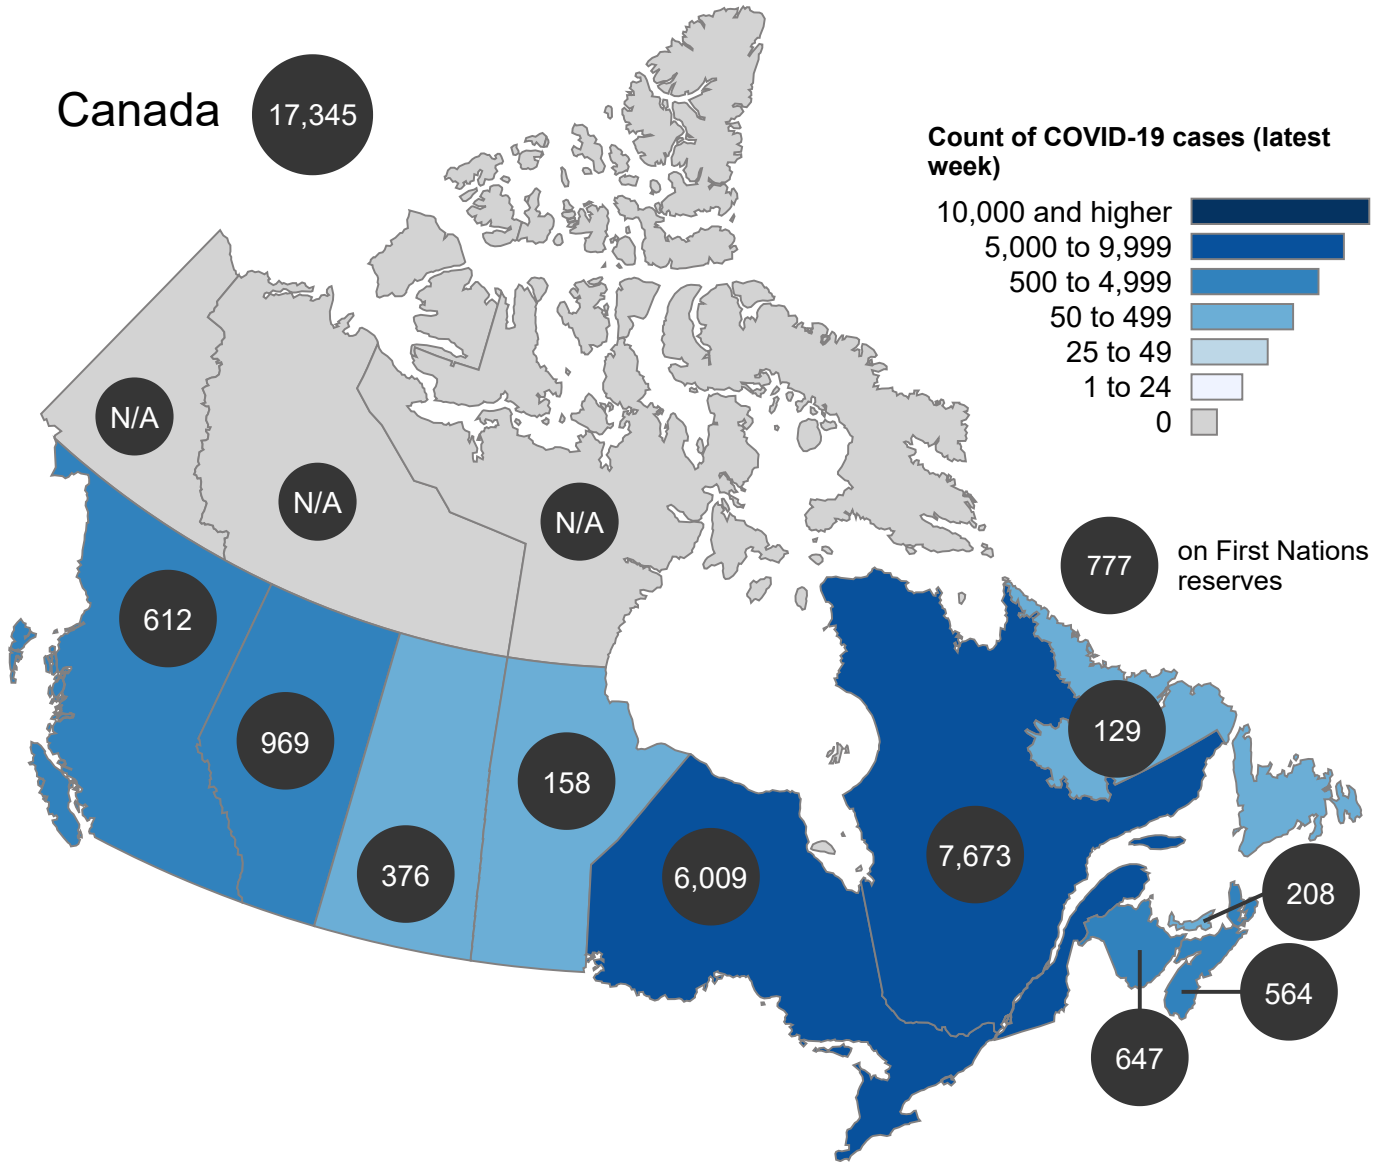 Canada
17,345
Count of COVID-19 cases (latest
week)
10,000 and higher
5,000 to 9,999
500 to 4,999
50 to 499
25 to 49
1 to 24
0
N/A
N/A
N/A
777
on First Nations
reserves
612
969
376
158
6,009
7,673
129
208
564
647